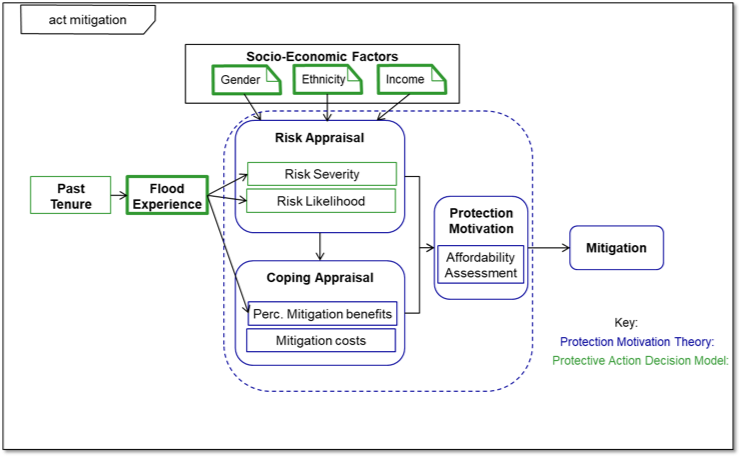 act mitigation
Socio-Economic Factors
Gender
Ethnicity
Income
Risk Appraisal
Risk Severity
Risk Likelihood
Past
Tenure
Flood
Experience
Coping Appraisal
Perc. Mitigation benefits
Mitigation costs
Protection
Motivation
Affordability
Assessment
Mitigation
Key:
Protection Motivation Theory:
Protective Action Decision Model: